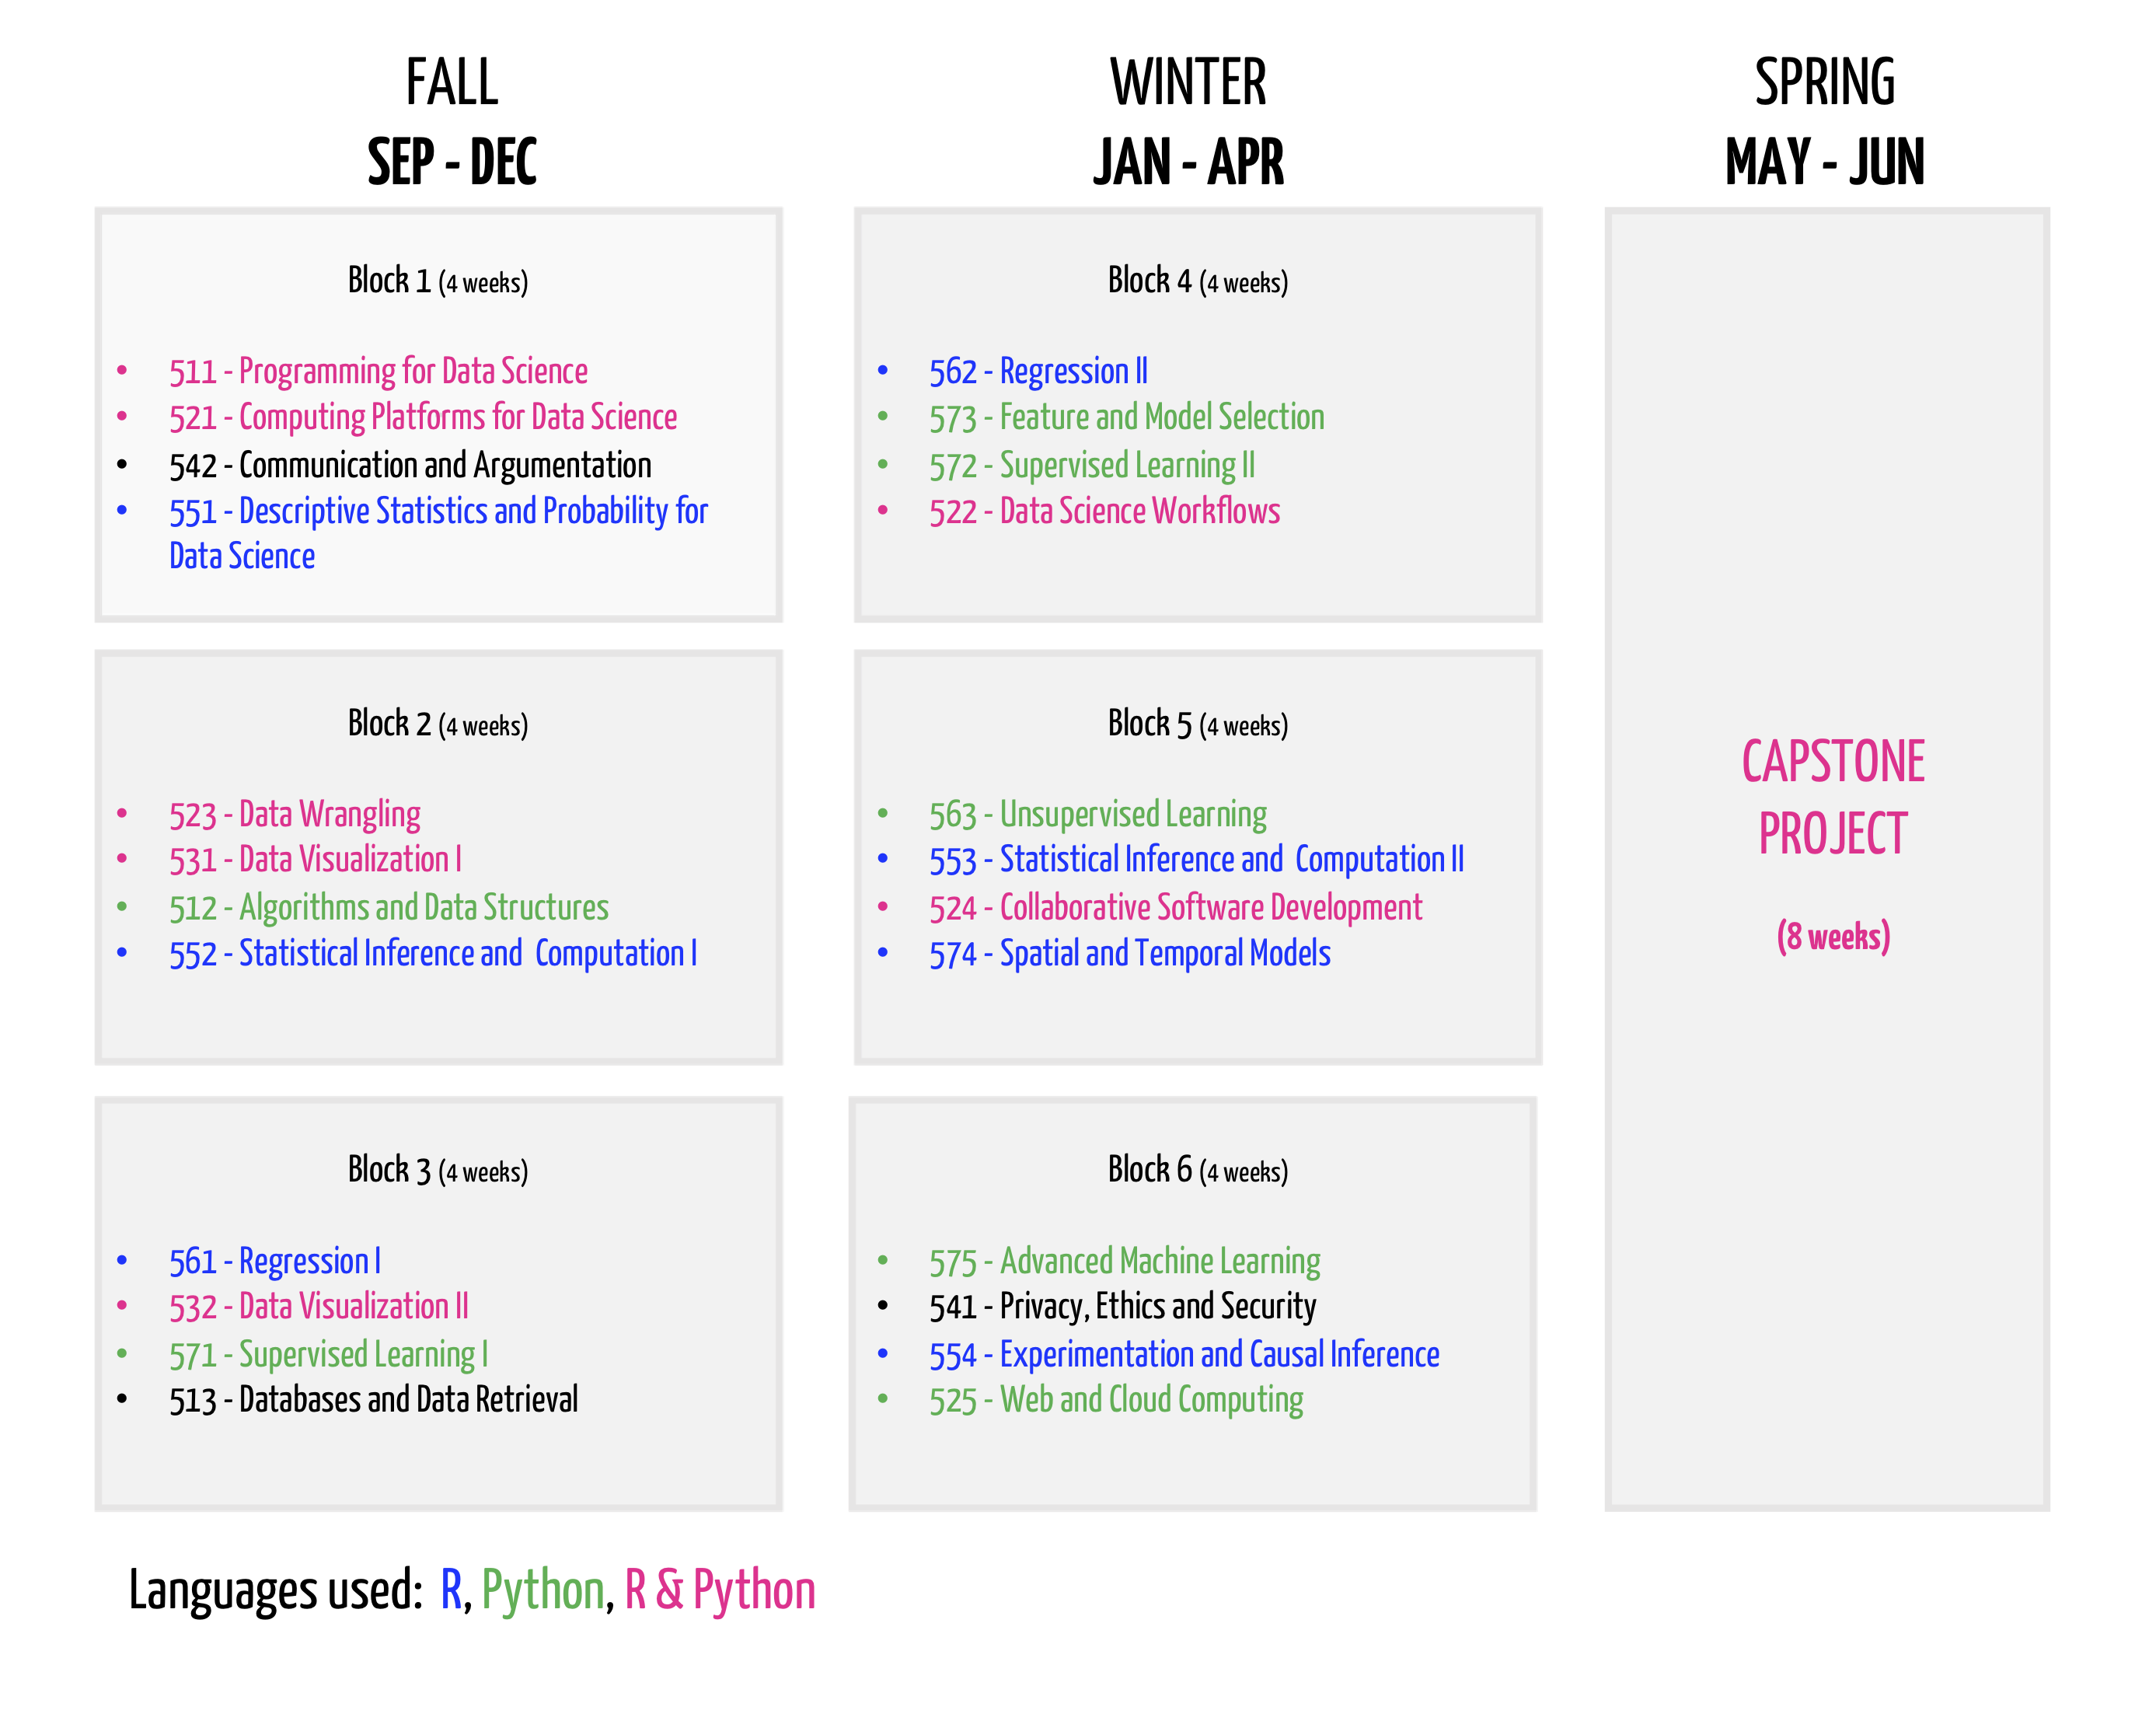 FALL
SEP - DEC
Block 1 (4 weeks)
• 511 - Programming for Data Science
• 521 - Computing Platforms for Data Science
• 542 - Communication and Argumentation
• 551 - Descriptive Statistics and Probability for
Data Science
Block 2 (4 weeks)
• 523 - Data Wrangling
• 531 - Data Visualization I
• 512 - Algorithms and Data Structures
• 552 - Statistical Inference and  Computation I
Block 3 (4 weeks)
• 561 - Regression I
• 532 - Data Visualization II
• 571 - Supervised Learning I
• 513 - Databases and Data Retrieval
WINTER
JAN - APR
Block 4 (4 weeks)
• 562 - Regression II
• 573 - Feature and Model Selection
• 572 - Supervised Learning II
• 522 - Data Science Workflows
Block 5 (4 weeks)
• 563 - Unsupervised Learning
• 553 - Statistical Inference and  Computation II
• 524 - Collaborative Software Development
• 574 - Spatial and Temporal Models
Block 6 (4 weeks)
• 575 - Advanced Machine Learning
• 541 - Privacy, Ethics and Security
• 554 - Experimentation and Causal Inference
• 525 - Web and Cloud Computing
SPRING
MAY - JUN
CAPSTONE
PROJECT
(8 weeks)
Languages used:  R, Python, R & Python